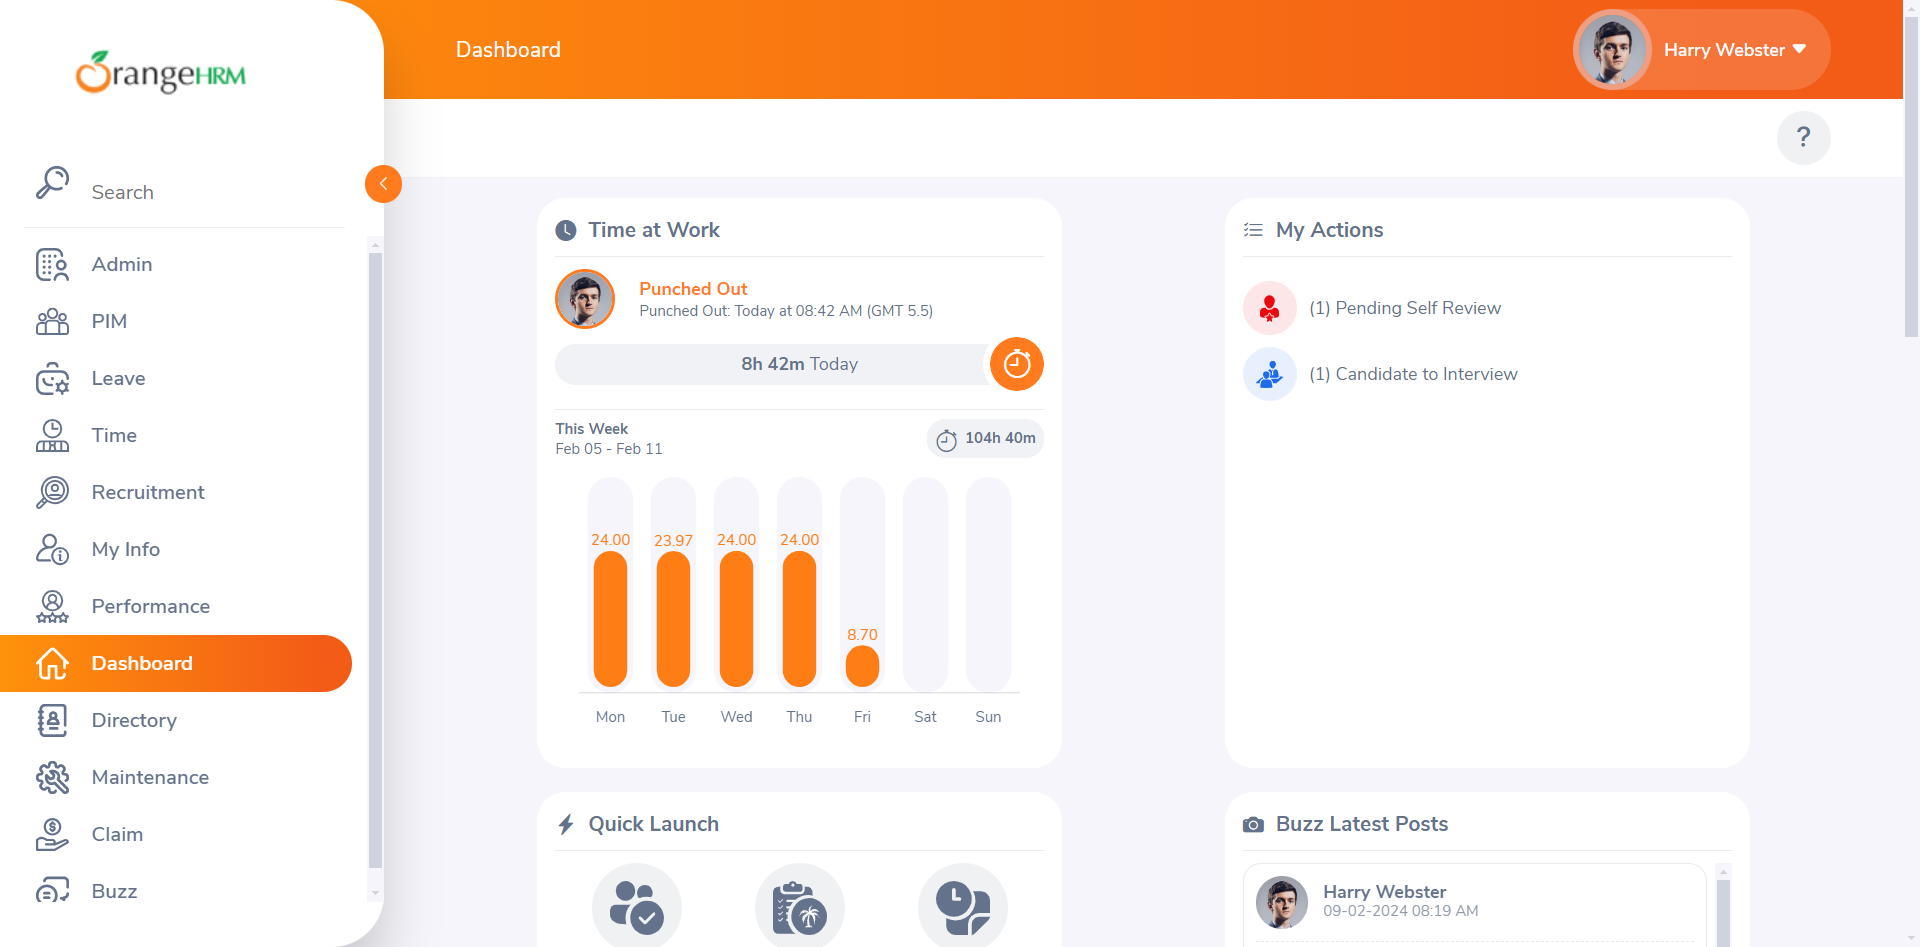 OrangeHRM
Search
Admin
PIM
Leave
Time
Recruitment
My Info
Performance
Dashboard
Directory
Maintenance
Claim
Buzz
Dashboard
Harry Webster
?
Time at Work
Punched Out
Punched Out: Today at 08:42 AM (GMT 5.5)
8h 42m Today
This Week
Feb 05 - Feb 11
104h 40m
24.00 23.97 24.00 24.00 8.70
Mon Tue Wed Thu Fri Sat Sun
My Actions
(1) Pending Self Review
(1) Candidate to Interview
Quick Launch
Buzz Latest Posts
Harry Webster
09-02-2024 08:19 AM